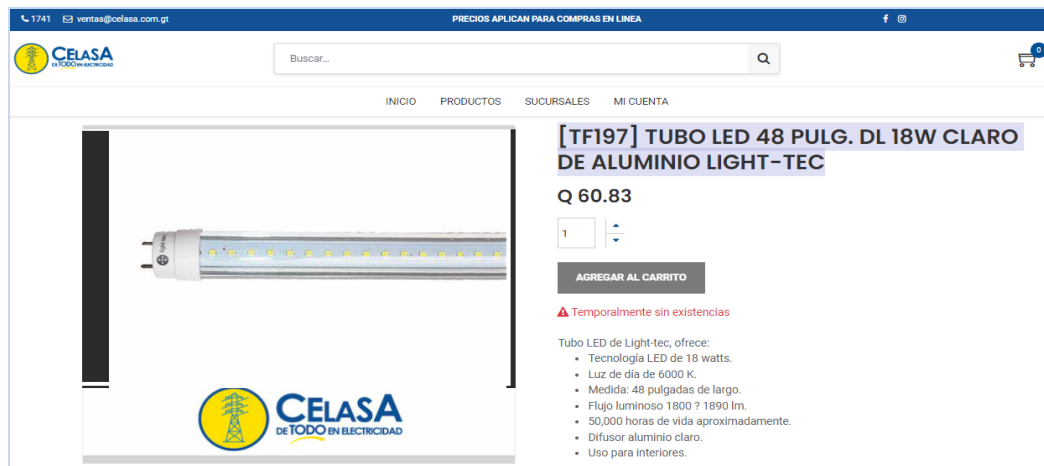 1741 ventas@celasa.com.gt PRECIOS APLICAN PARA COMPRAS EN LINEA
CELASA
DE TODO EN ELECTRICIDAD
Buscar...
0
INICIO PRODUCTOS SUCURSALES MI CUENTA
[TF197] TUBO LED 48 PULG. DL 18W CLARO
DE ALUMINIO LIGHT-TEC
Q 60.83
1
AGREGAR AL CARRITO
Temporalmente sin existencias
Tubo LED de Light-tec, ofrece:
Tecnología LED de 18 watts.
Luz de día de 6000 K.
Medida: 48 pulgadas de largo.
Flujo luminoso 1800 ? 1890 lm.
50,000 horas de vida aproximadamente.
Difusor aluminio claro.
Uso para interiores.
CELASA
DE TODO EN ELECTRICIDAD